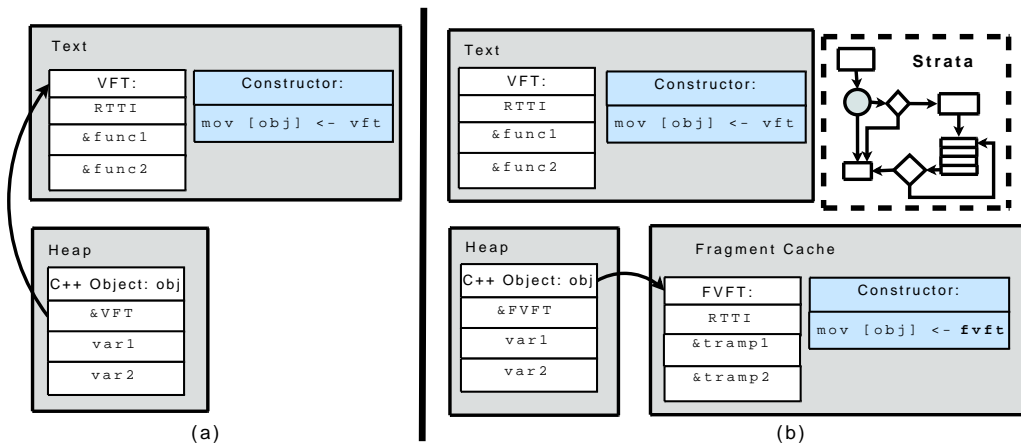 Text
VFT:
RTTI
&func1
&func2
Constructor:
mov [obj] <- vft
Heap
C++ Object: obj
&VFT
var1
var2
(a)
Text
VFT:
RTTI
&func1
&func2
Constructor:
mov [obj] <- vft
Strata
Heap
C++ Object: obj
&FVFT
var1
var2
Fragment Cache
FVFT:
RTTI
&tramp1
&tramp2
Constructor:
mov [obj] <- fvft
(b)